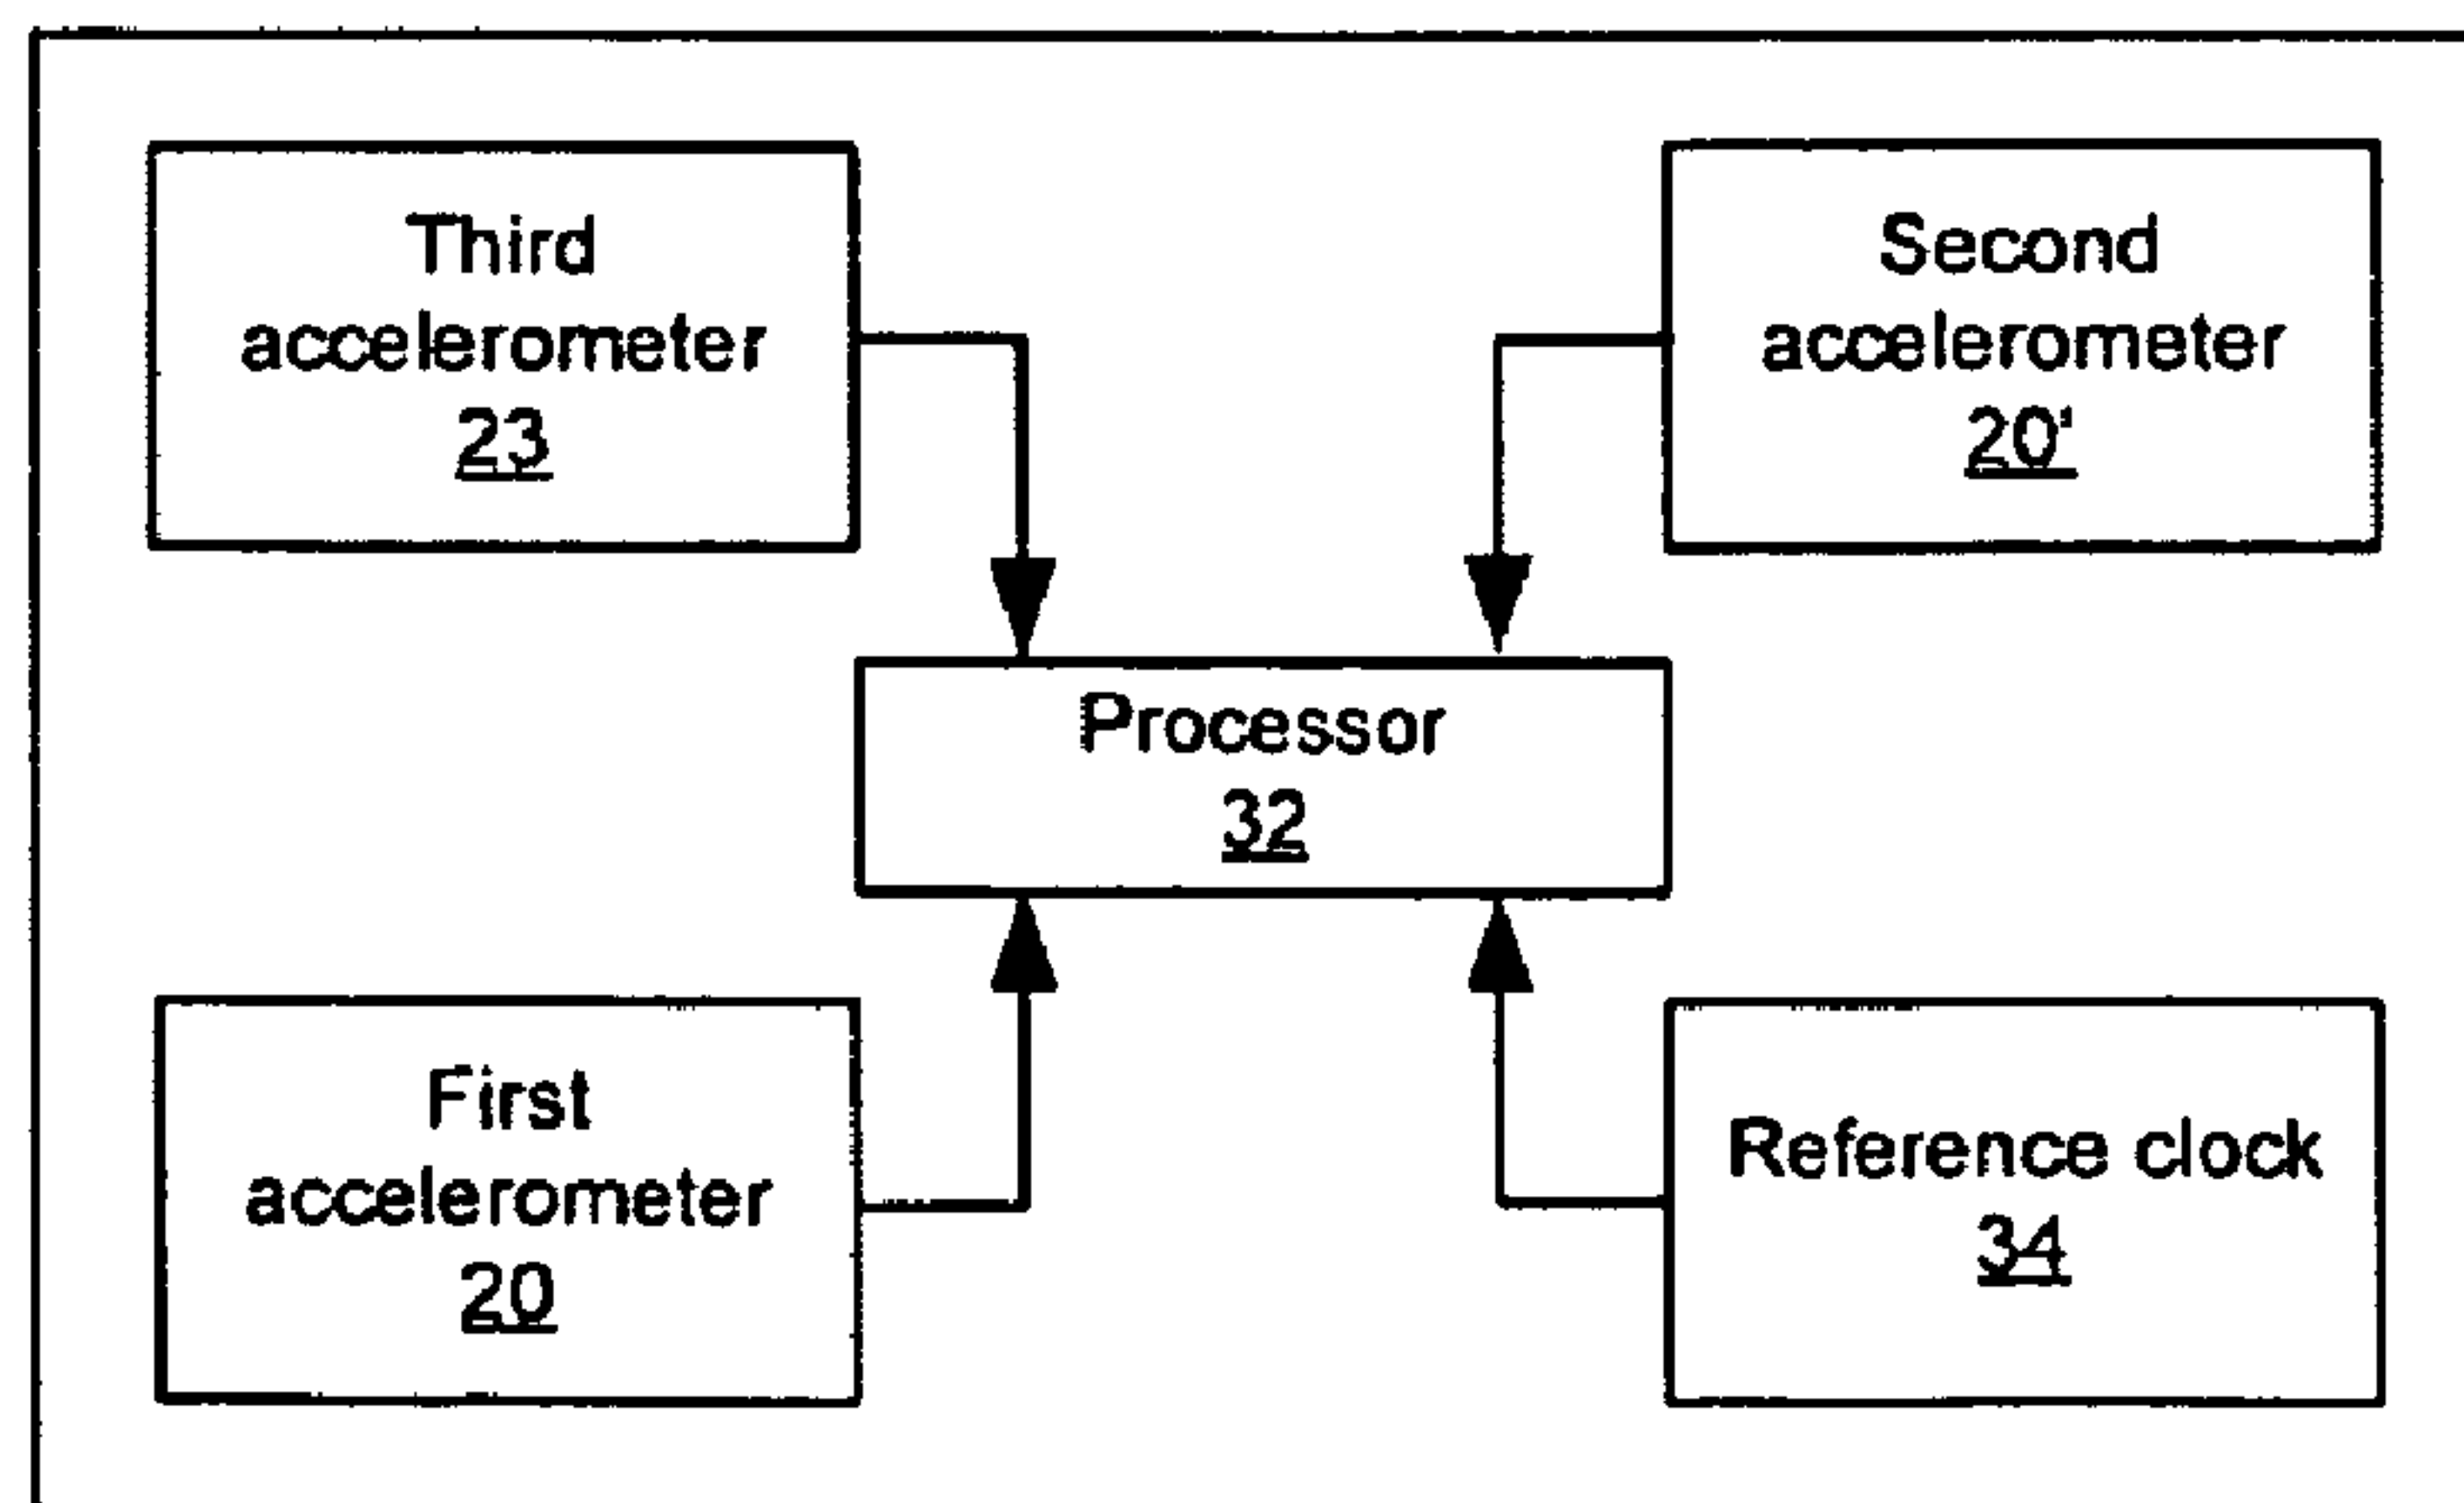 Third
accelerometer
23
Second
accelerometer
20'
Processor
32
First
accelerometer
20
Reference clock
34